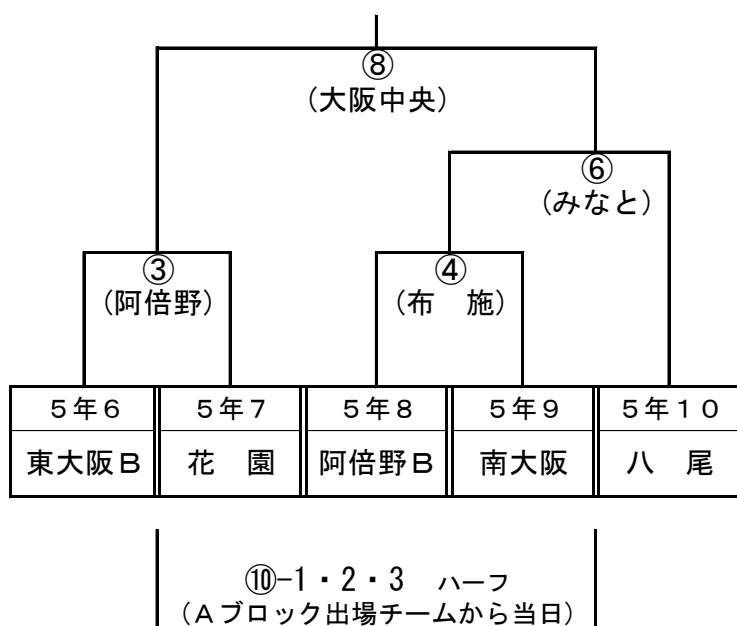 ⑧
(大阪中央)
⑥
(みなと)
③
(阿倍野)
④
(布　施)
5年6 5年7 5年8 5年9 5年10
東大阪B 花　園 阿倍野B 南大阪 八　尾
⑩-1・2・3　ハーフ
(Aブロック出場チームから当日)